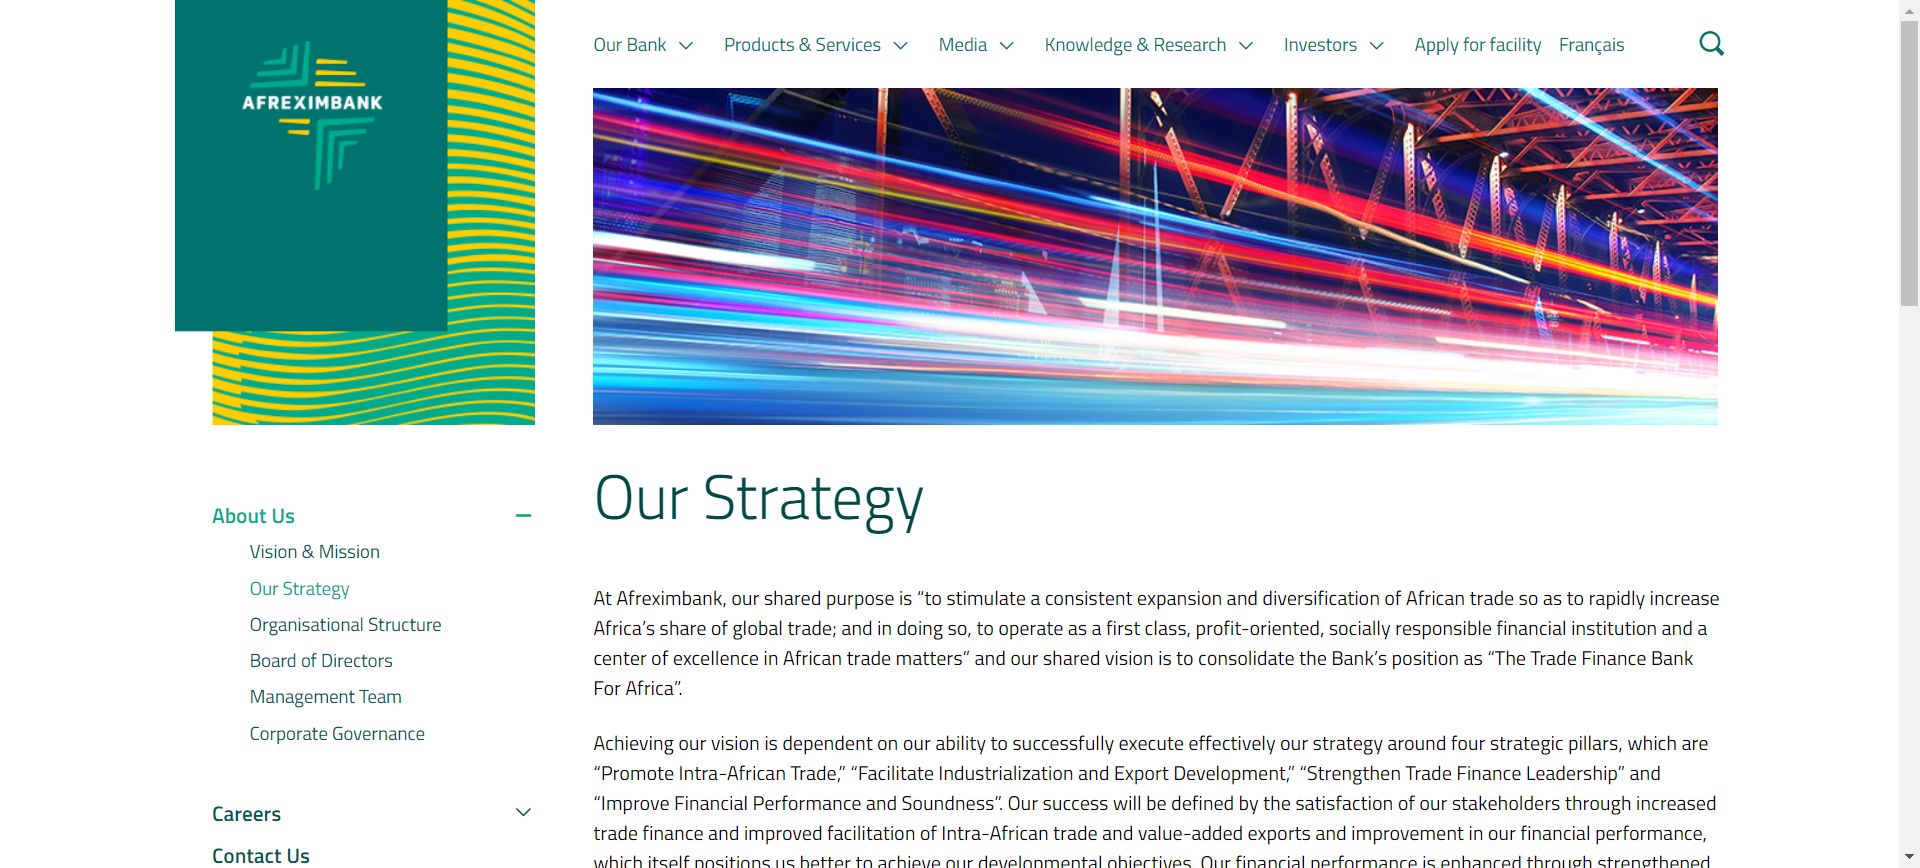 AFREXIMBANK
Our Bank
Products & Services
Media
Knowledge & Research
Investors
Apply for facility
Français
About Us
Vision & Mission
Our Strategy
Organisational Structure
Board of Directors
Management Team
Corporate Governance
Careers
Contact Us
Our Strategy
At Afreximbank, our shared purpose is “to stimulate a consistent expansion and diversification of African trade so as to rapidly increase
Africa’s share of global trade; and in doing so, to operate as a first class, profit-oriented, socially responsible financial institution and a
center of excellence in African trade matters” and our shared vision is to consolidate the Bank’s position as “The Trade Finance Bank
For Africa”.
Achieving our vision is dependent on our ability to successfully execute effectively our strategy around four strategic pillars, which are
“Promote Intra-African Trade,” “Facilitate Industrialization and Export Development,” “Strengthen Trade Finance Leadership” and
“Improve Financial Performance and Soundness”. Our success will be defined by the satisfaction of our stakeholders through increased
trade finance and improved facilitation of Intra-African trade and value-added exports and improvement in our financial performance,
which itself positions us better to achieve our developmental objectives. Our financial performance is enhanced through strengthened